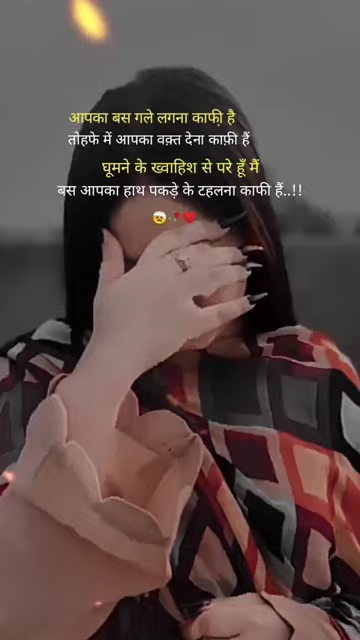 आपका बस गले लगना काफी़ है
तोहफे में आपका वक़्त देना काफ़ी हैं
घूमने के ख्वाहिश से परे हूँ मैं
बस आपका हाथ पकड़े के टहलना काफी हैं..!!